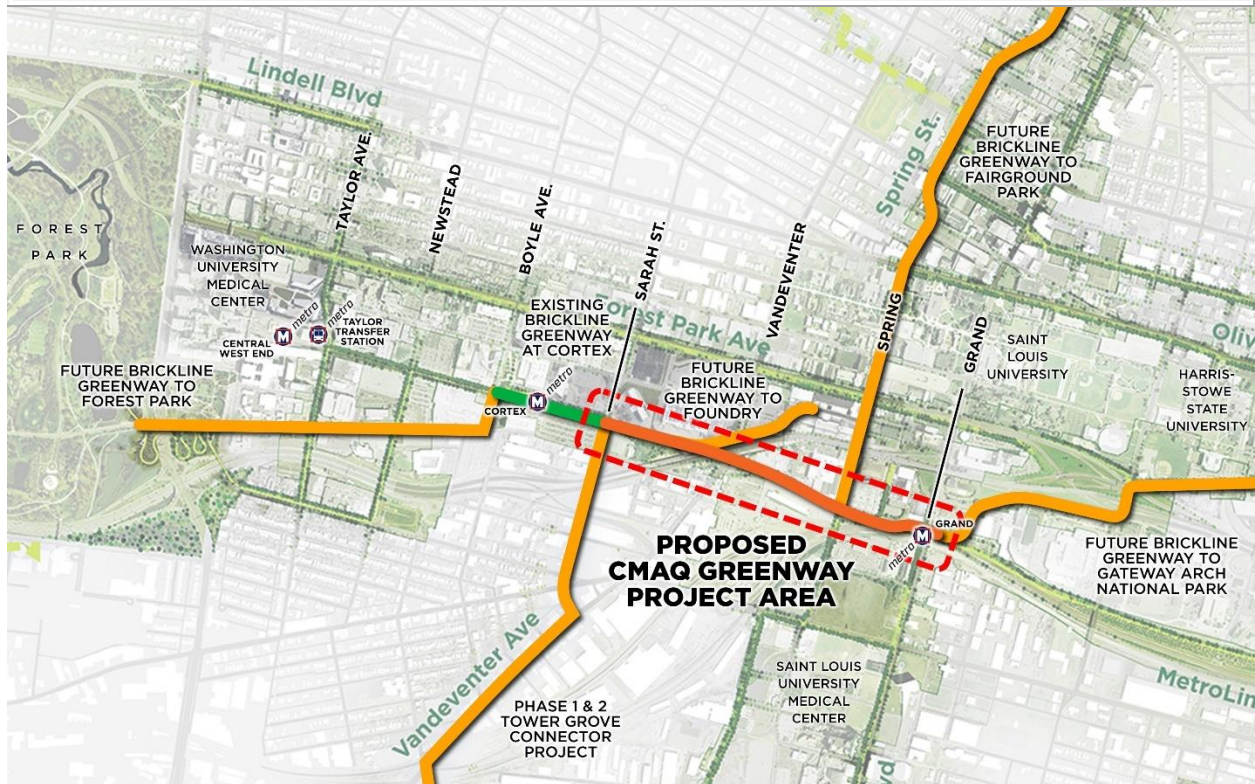 Lindell Blvd
TAYLOR AVE.
NEWSTEAD
BOYLE AVE.
SARAH ST.
VANDEVENTER
Spring St.
SPRING
GRAND
FUTURE
BRICKLINE
GREENWAY TO
FAIRGROUND
PARK
FOREST
PARK
WASHINGTON
UNIVERSITY
MEDICAL
CENTER
M metro
metro
CENTRAL
WEST END
TAYLOR
TRANSFER
STATION
EXISTING
BRICKLINE
GREENWAY
AT CORTEX
Forest Park Ave
SAINT
LOUIS
UNIVERSITY
Oliv
HARRIS-
STOWE
STATE
UNIVERSITY
FUTURE BRICKLINE
GREENWAY TO
FOREST PARK
CORTEX
M metro
FUTURE
BRICKLINE
GREENWAY TO
FOUNDRY
M metro
GRAND
PROPOSED
CMAQ GREENWAY
PROJECT AREA
FUTURE BRICKLINE
GREENWAY TO
GATEWAY ARCH
NATIONAL PARK
Vandeventer Ave
PHASE 1 & 2
TOWER GROVE
CONNECTOR
PROJECT
SAINT LOUIS
UNIVERSITY
MEDICAL
CENTER
MetroLin
vd